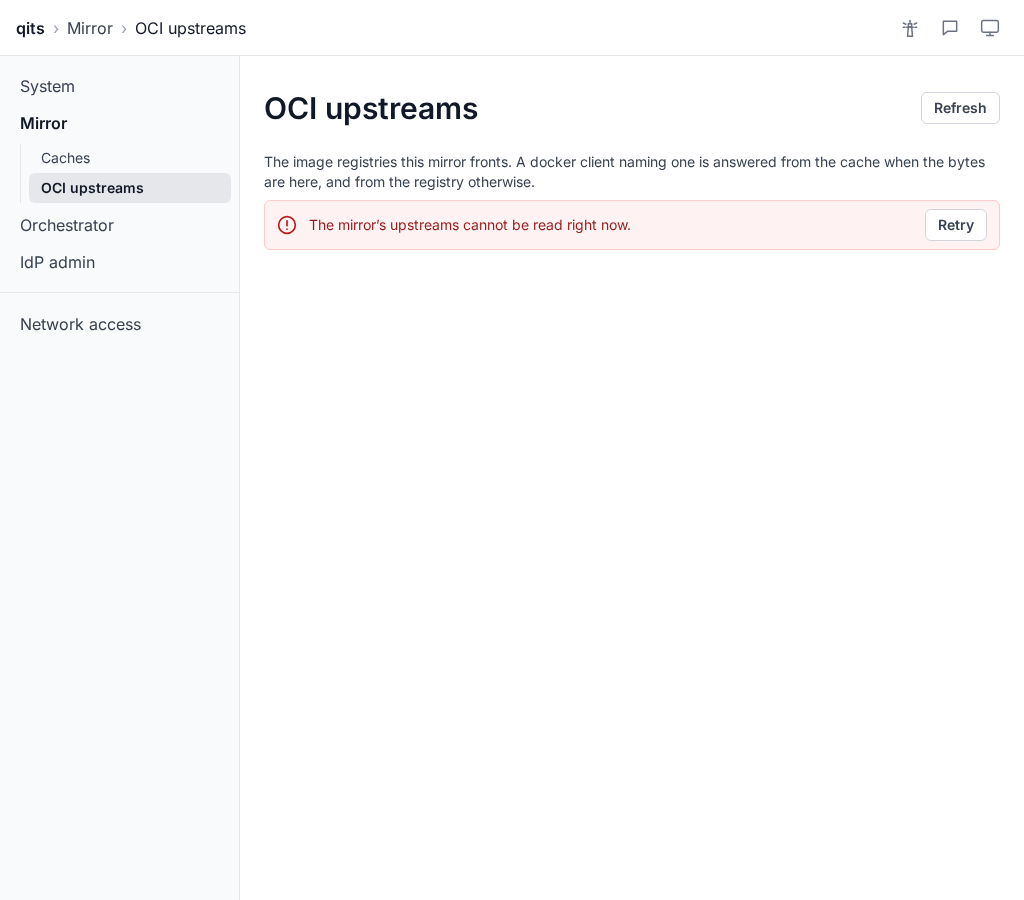 qits › Mirror › OCI upstreams
System
Mirror
Caches
OCI upstreams
Orchestrator
IdP admin
Network access
OCI upstreams
Refresh
The image registries this mirror fronts. A docker client naming one is answered from the cache when the bytes
are here, and from the registry otherwise.
The mirror’s upstreams cannot be read right now.
Retry